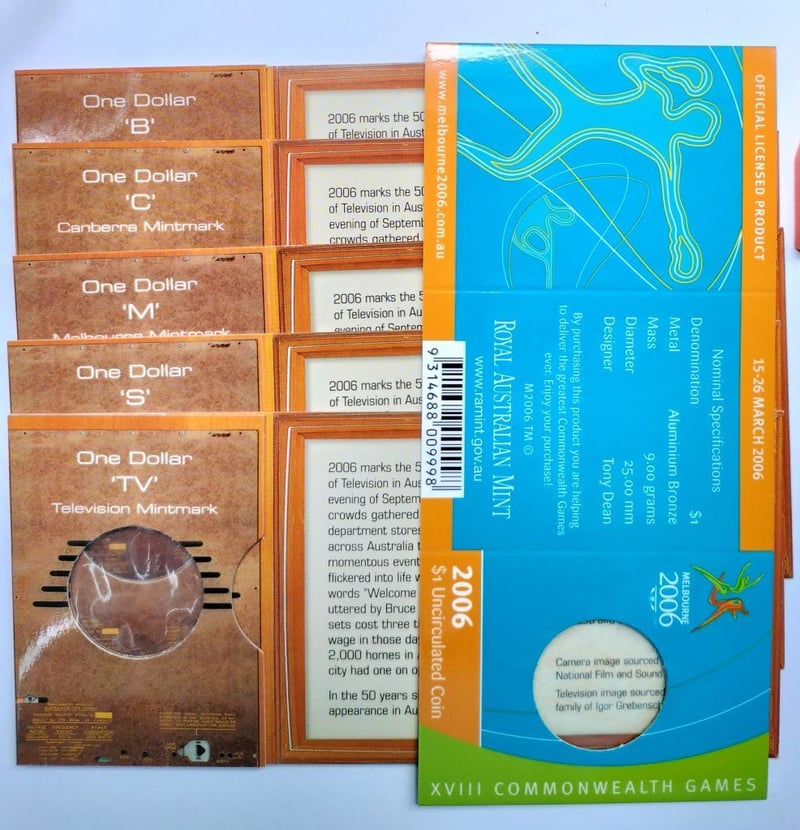 One Dollar
'B'
2006 marks the 50
of Television in Aust
One Dollar
'C'
Canberra Mintmark
2006 marks the 50
of Television in Aus
evening of Septemb
crowds gathered
One Dollar
'M'
Melbourne Mintmark
2006 marks the 5
of Television in Au
evening of Septem
One Dollar
'S'
2006 marks the 5
of Television in Aus
One Dollar
'TV'
Television Mintmark
2006 marks the 5
of Television in Aus
evening of Septem
crowds gathered
department stores
across Australia t
momentous event
flickered into life w
words "Welcome
uttered by Bruce
sets cost three t
wage in those da
2,000 homes in
city had one on o
In the 50 years s
appearance in Au
www.melbourne2006.com.au
OFFICIAL LICENSED PRODUCT
15-26 MARCH 2006
Nominal Specifications
Denomination $1
Metal Aluminium Bronze
Mass 9.00 grams
Diameter 25.00 mm
Designer Tony Dean
By purchasing this product you are helping
to deliver the greatest Commonwealth Games
ever. Enjoy your purchase!
M2006 TM ©
ROYAL AUSTRALIAN MINT
www.ramint.gov.au
9 314688 009998
2006
$1 Uncirculated Coin
MELBOURNE
2006
Camera image sourced
National Film and Sound
Television image sourced
family of Igor Grebensch
XVIII COMMONWEALTH GAMES